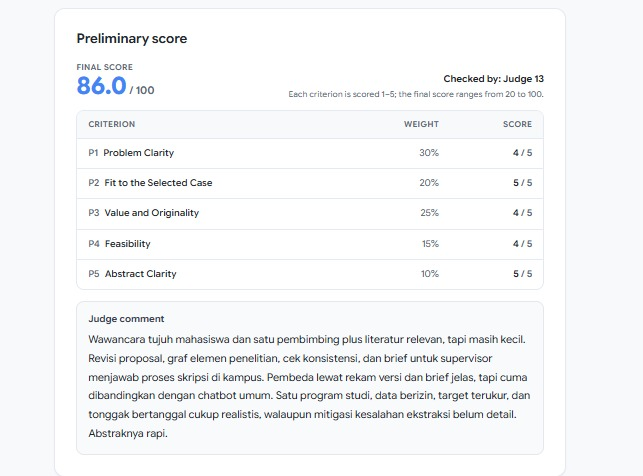 Preliminary score
FINAL SCORE
86.0 / 100
Checked by: Judge 13
Each criterion is scored 1–5; the final score ranges from 20 to 100.
CRITERION WEIGHT SCORE
P1 Problem Clarity 30% 4 / 5
P2 Fit to the Selected Case 20% 5 / 5
P3 Value and Originality 25% 4 / 5
P4 Feasibility 15% 4 / 5
P5 Abstract Clarity 10% 5 / 5
Judge comment
Wawancara tujuh mahasiswa dan satu pembimbing plus literatur relevan, tapi masih kecil.
Revisi proposal, graf elemen penelitian, cek konsistensi, dan brief untuk supervisor
menjawab proses skripsi di kampus. Pembeda lewat rekam versi dan brief jelas, tapi cuma
dibandingkan dengan chatbot umum. Satu program studi, data berizin, target terukur, dan
tonggak bertanggal cukup realistis, walaupun mitigasi kesalahan ekstraksi belum detail.
Abstraknya rapi.